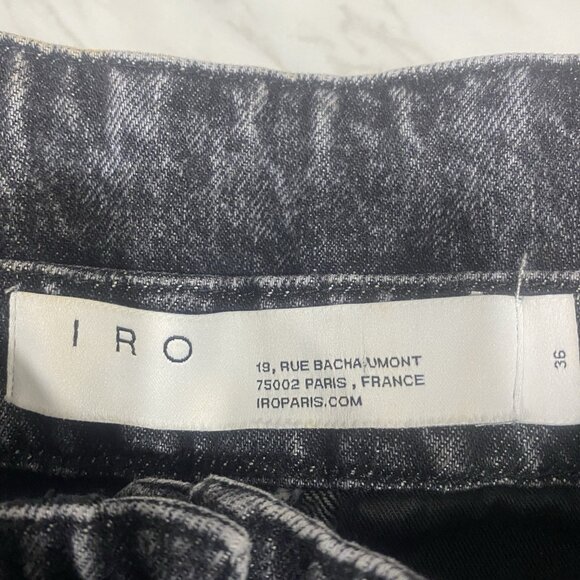 IRO
19, RUE BACHAUMONT
75002 PARIS , FRANCE
IROPARIS.COM
36